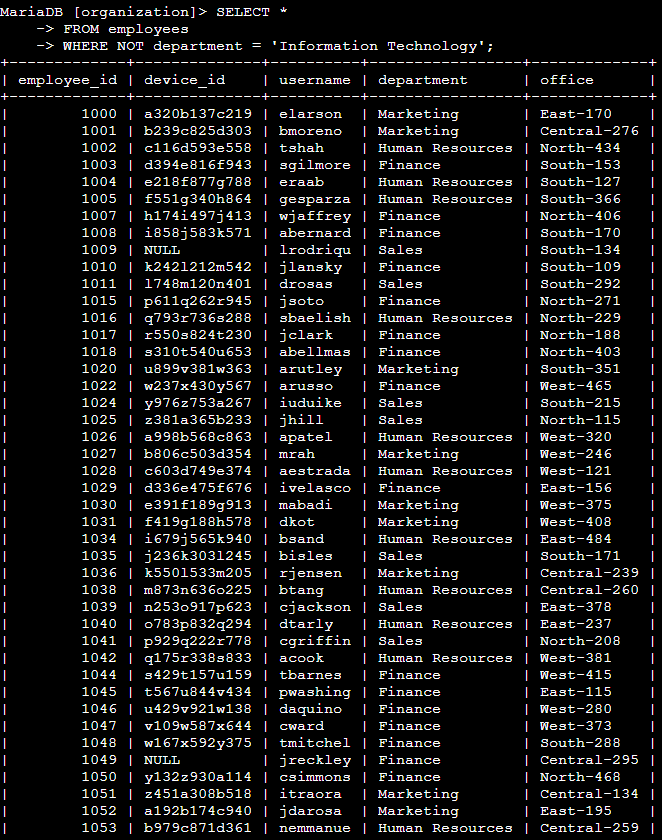 MariaDB [organization]> SELECT *
    -> FROM employees
    -> WHERE NOT department = 'Information Technology';
+-------------+--------------+----------+-----------------+-------------+
| employee_id | device_id    | username | department      | office      |
+-------------+--------------+----------+-----------------+-------------+
|        1000 | a320b137c219 | elarson  | Marketing       | East-170    |
|        1001 | b239c825d303 | bmoreno  | Marketing       | Central-276 |
|        1002 | c116d593e558 | tshah    | Human Resources | North-434   |
|        1003 | d394e816f943 | sgilmore | Finance         | South-153   |
|        1004 | e218f877g788 | eraab    | Human Resources | South-127   |
|        1005 | f551g340h864 | gesparza | Human Resources | South-366   |
|        1007 | h174i497j413 | wjaffrey | Finance         | North-406   |
|        1008 | i858j583k571 | abernard | Finance         | South-170   |
|        1009 | NULL         | lrodriqu | Sales           | South-134   |
|        1010 | k242l212m542 | jlansky  | Finance         | South-109   |
|        1011 | l748m120n401 | drosas   | Sales           | South-292   |
|        1015 | p611q262r945 | jsoto    | Finance         | North-271   |
|        1016 | q793r736s288 | sbaelish | Human Resources | North-229   |
|        1017 | r550s824t230 | jclark   | Finance         | North-188   |
|        1018 | s310t540u653 | abellmas | Finance         | North-403   |
|        1020 | u899v381w363 | arutley  | Marketing       | South-351   |
|        1022 | w237x430y567 | arusso   | Finance         | West-465    |
|        1024 | y976z753a267 | iuduike  | Sales           | South-215   |
|        1025 | z381a365b233 | jhill    | Sales           | North-115   |
|        1026 | a998b568c863 | apatel   | Human Resources | West-320    |
|        1027 | b806c503d354 | mrah     | Marketing       | West-246    |
|        1028 | c603d749e374 | aestrada | Human Resources | West-121    |
|        1029 | d336e475f676 | ivelasco | Finance         | East-156    |
|        1030 | e391f189g913 | mabadi   | Marketing       | West-375    |
|        1031 | f419g188h578 | dkot     | Marketing       | West-408    |
|        1034 | i679j565k940 | bsand    | Human Resources | East-484    |
|        1035 | j236k303l245 | bisles   | Sales           | South-171   |
|        1036 | k550l533m205 | rjensen  | Marketing       | Central-239 |
|        1038 | m873n636o225 | btang    | Human Resources | Central-260 |
|        1039 | n253o917p623 | cjackson | Sales           | East-378    |
|        1040 | o783p832q294 | dtarly   | Human Resources | East-237    |
|        1041 | p929q222r778 | cgriffin | Sales           | North-208   |
|        1042 | q175r338s833 | acook    | Human Resources | West-381    |
|        1044 | s429t157u159 | tbarnes  | Finance         | West-415    |
|        1045 | t567u844v434 | pwashing | Finance         | East-115    |
|        1046 | u429v921w138 | daquino  | Finance         | West-280    |
|        1047 | v109w587x644 | cward    | Finance         | West-373    |
|        1048 | w167x592y375 | tmitchel | Finance         | South-288   |
|        1049 | NULL         | jreckley | Finance         | Central-295 |
|        1050 | y132z930a114 | csimmons | Finance         | North-468   |
|        1051 | z451a308b518 | itraora  | Marketing       | Central-134 |
|        1052 | a192b174c940 | jdarosa  | Marketing       | East-195    |
|        1053 | b979c871d361 | nemmanue | Human Resources | Central-259 |